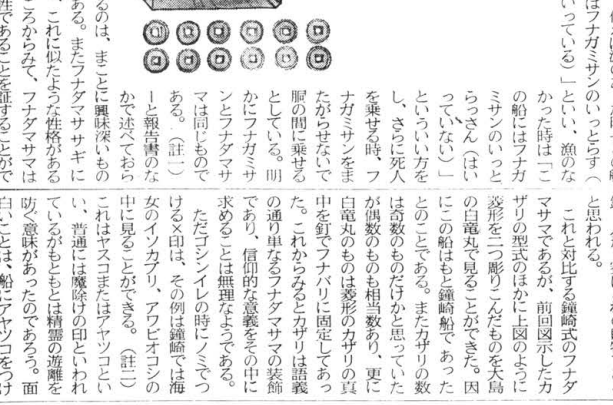 はフナガミサンのいっとらす（
いっている）」といい、漁のな
かった時は「こ
の船にはフナガ
ミサンのいっと
らっさん（はい
っていない）」
といういい方を
し、さらに死人
を乗せる時、フ
ナガミサンをま
たがらせないで
胴の間に乗せる
としている。明
かにフナガミサ
ンとフナダマサ
マは同じもので
ある。（註一）
ーと報告書のな
かで述べておら
るのは、まことに興味深いもの
ある。またフナダマササギに
、これに似たような性格がある
ころからみて、フナダマサマは
性であることを証することがで
と思われる。
これと対比する鐘崎式のフナダ
マサマであるが、前回図示したカ
ザリの型式のほかに上図のように
菱形を二つ彫りこんだものを大島
の白竜丸で見ることができた。因
にこの船はもと鐘崎船であった
とのことである。またカザリの数
は奇数のものだけかと思っていた
が偶数のものも相当数あり、更に
白竜丸のものは菱形のカザリの真
中を釘でフナバリに固定してあっ
た。これからみるとカザリは語義
の通り単なるフナダマサマの装飾
であり、信仰的な意義をその中に
求めることは無理なようである。
ただゴシンイレの時にノミでつ
ける×印は、その例は鐘崎では海
女のイソカブリ、アワビオコシの
中に見ることができる。（註二）
これはヤスコまたはアヤツコとい
い、普通には魔除けの印といわれ
ているがもともとは精霊の遊離を
防ぐ意味があったのであろう。面
白いことは、船にアヤツコをつけ